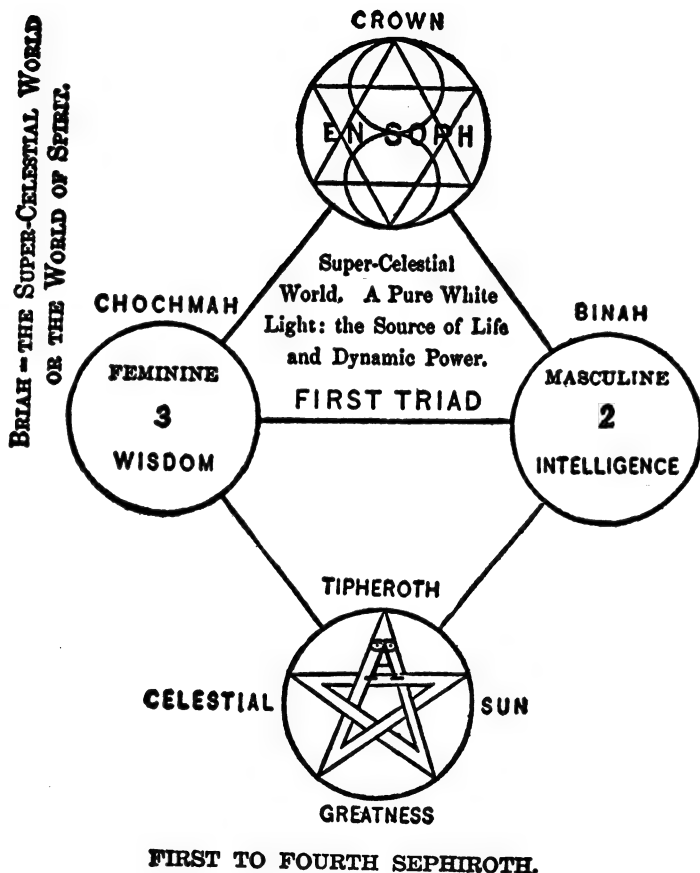 CROWN
EN SOPH
BRIAH = THE SUPER-CELESTIAL WORLD
OR THE WORLD OF SPIRIT.
Super-Celestial
World. A Pure White
Light: the Source of Life
and Dynamic Power.
FIRST TRIAD
CHOCHMAH
FEMININE
3
WISDOM
BINAH
MASCULINE
2
INTELLIGENCE
TIPHEROTH
A
CELESTIAL SUN
GREATNESS
FIRST TO FOURTH SEPHIROTH.